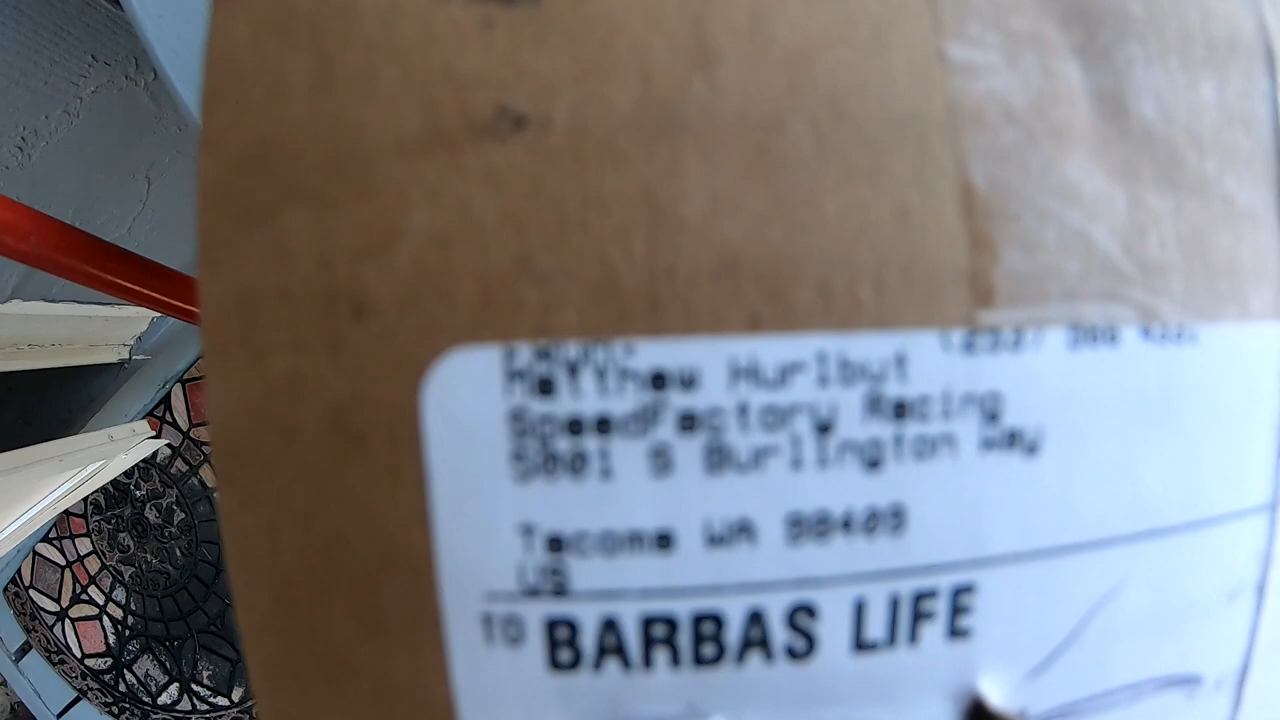 Matthew Hurlbut
SpeedFactory Racing
5001 S Burlington Way
Tacoma WA 98409
US
TO BARBAS LIFE